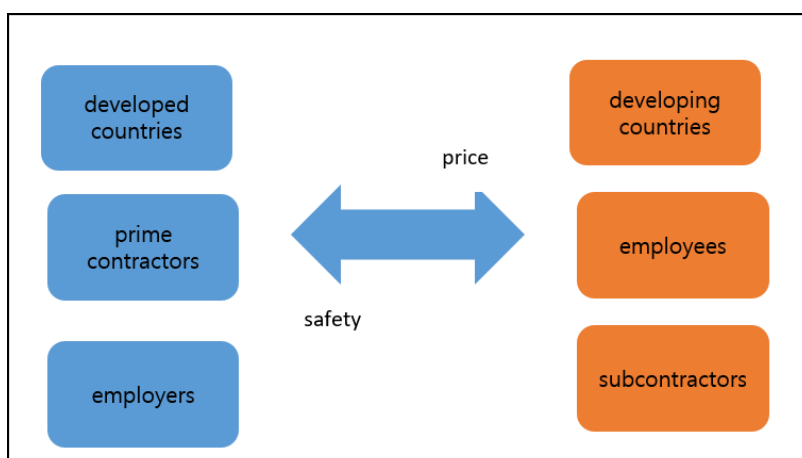 developed
countries
developing
countries
price
prime
contractors
employees
safety
employers
subcontractors